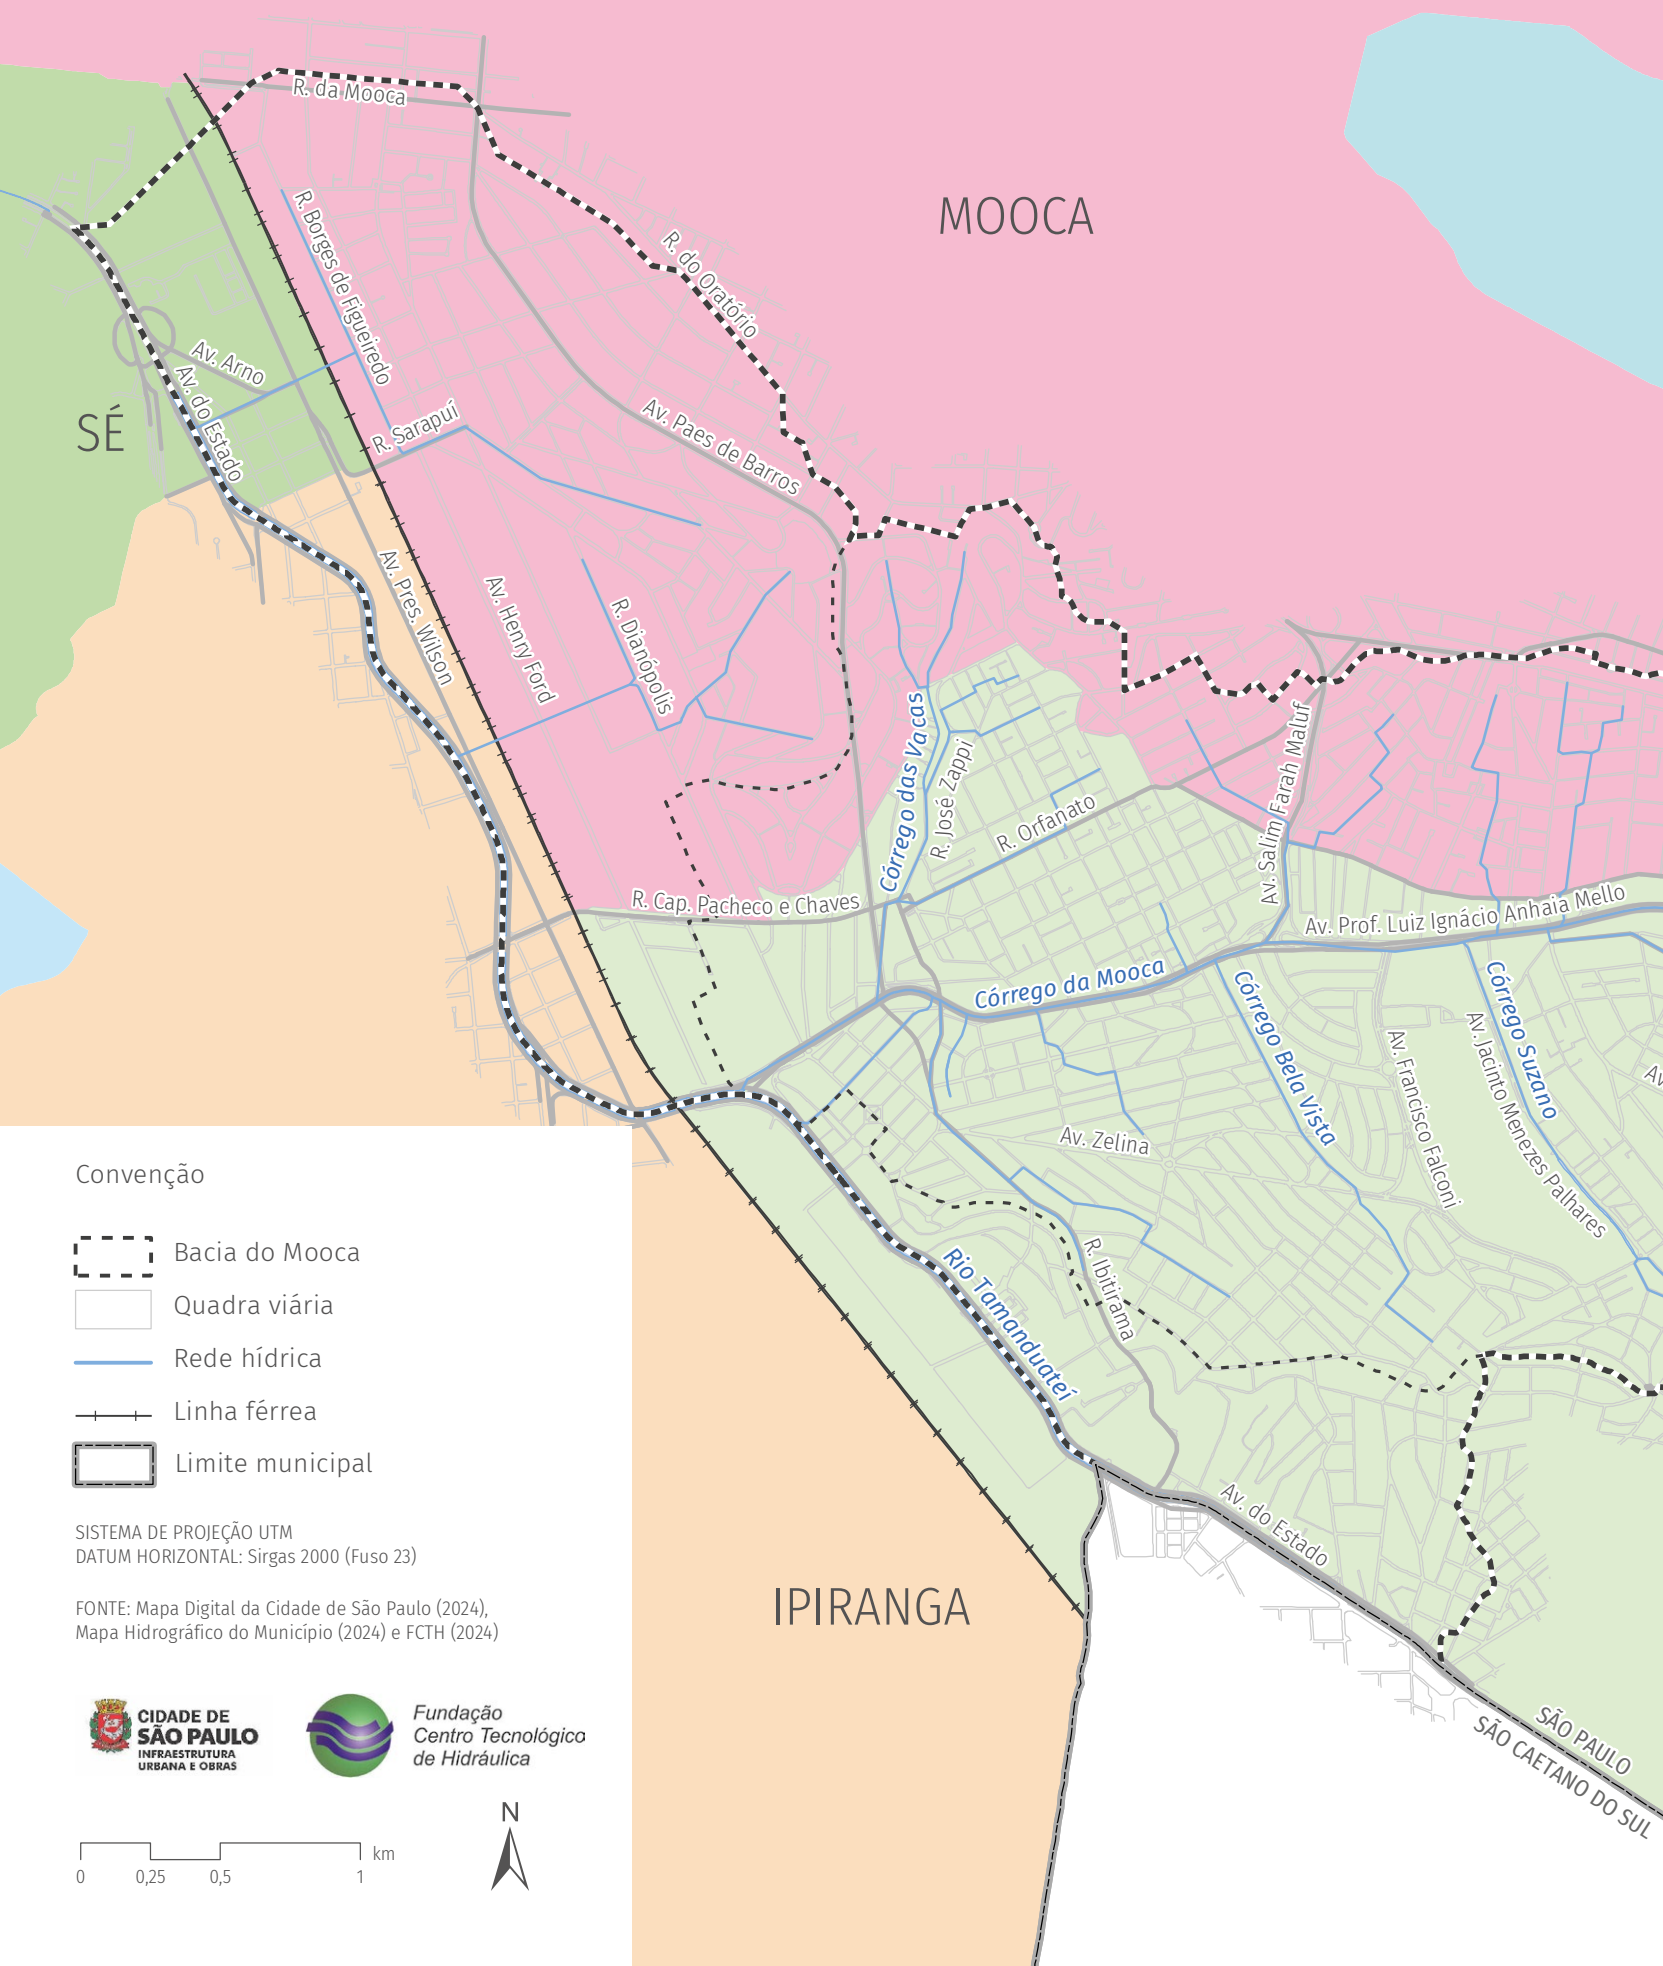 R. da Mooca
MOOCA
R. Borges de Figueiredo
R. do Oratório
Av. Arno
Av. do Estado
SÉ
R. Sarapuí
Av. Paes de Barros
Av. Pres. Wilson
Av. Henry Ford
R. Dianópolis
Córrego das Vacas
R. José Zappi
R. Orfanato
Av. Salim Farah Maluf
R. Cap. Pacheco e Chaves
Av. Prof. Luiz Ignácio Anhaia Mello
Córrego da Mooca
Córrego Bela Vista
Córrego Suzano
Av. Francisco Falconi
Av. Jacinto Menezes Palhares
Av
Av. Zelina
R. Ibitirama
Rio Tamanduateí
Av. do Estado
IPIRANGA
SÃO PAULO
SÃO CAETANO DO SUL
Convenção
Bacia do Mooca
Quadra viária
Rede hídrica
Linha férrea
Limite municipal
SISTEMA DE PROJEÇÃO UTM
DATUM HORIZONTAL: Sirgas 2000 (Fuso 23)
FONTE: Mapa Digital da Cidade de São Paulo (2024),
Mapa Hidrográfico do Município (2024) e FCTH (2024)
CIDADE DE
SÃO PAULO
INFRAESTRUTURA
URBANA E OBRAS
Fundação
Centro Tecnológico
de Hidráulica
N
km
0 0,25 0,5 1